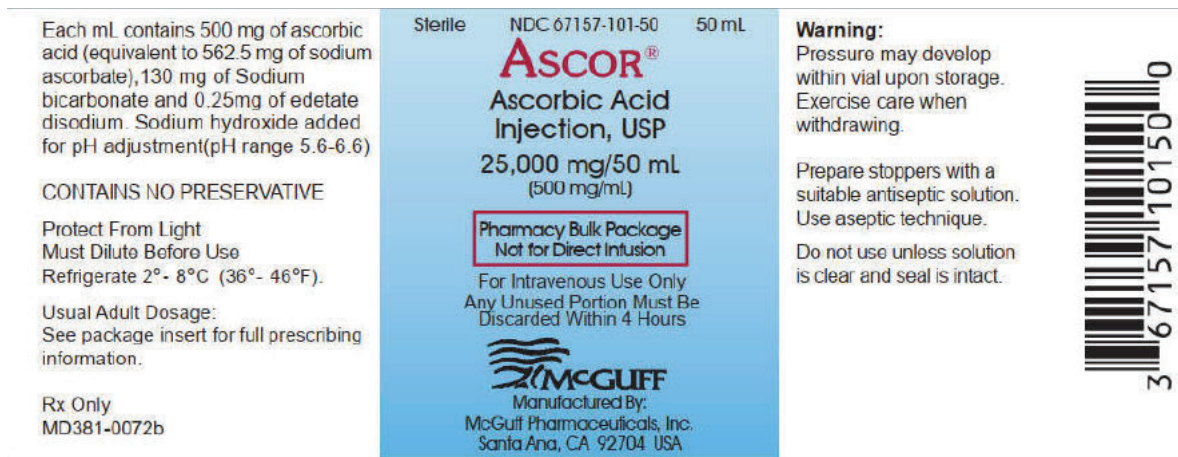 Each mL contains 500 mg of ascorbic
acid (equivalent to 562.5 mg of sodium
ascorbate),130 mg of Sodium
bicarbonate and 0.25mg of edetate
disodium. Sodium hydroxide added
for pH adjustment(pH range 5.6-6.6)
CONTAINS NO PRESERVATIVE
Protect From Light
Must Dilute Before Use
Refrigerate 2°- 8°C (36°- 46°F).
Usual Adult Dosage:
See package insert for full prescribing
information.
Rx Only
MD381-0072b
Sterile NDC 67157-101-50 50 mL
ASCOR®
Ascorbic Acid
Injection, USP
25,000 mg/50 mL
(500 mg/mL)
Pharmacy Bulk Package
Not for Direct Infusion
For Intravenous Use Only
Any Unused Portion Must Be
Discarded Within 4 Hours
McGUFF
Manufactured By:
McGuff Pharmaceuticals, Inc.
Santa Ana, CA 92704 USA
Warning:
Pressure may develop
within vial upon storage.
Exercise care when
withdrawing.
Prepare stoppers with a
suitable antiseptic solution.
Use aseptic technique.
Do not use unless solution
is clear and seal is intact.
3 67157 10150 0